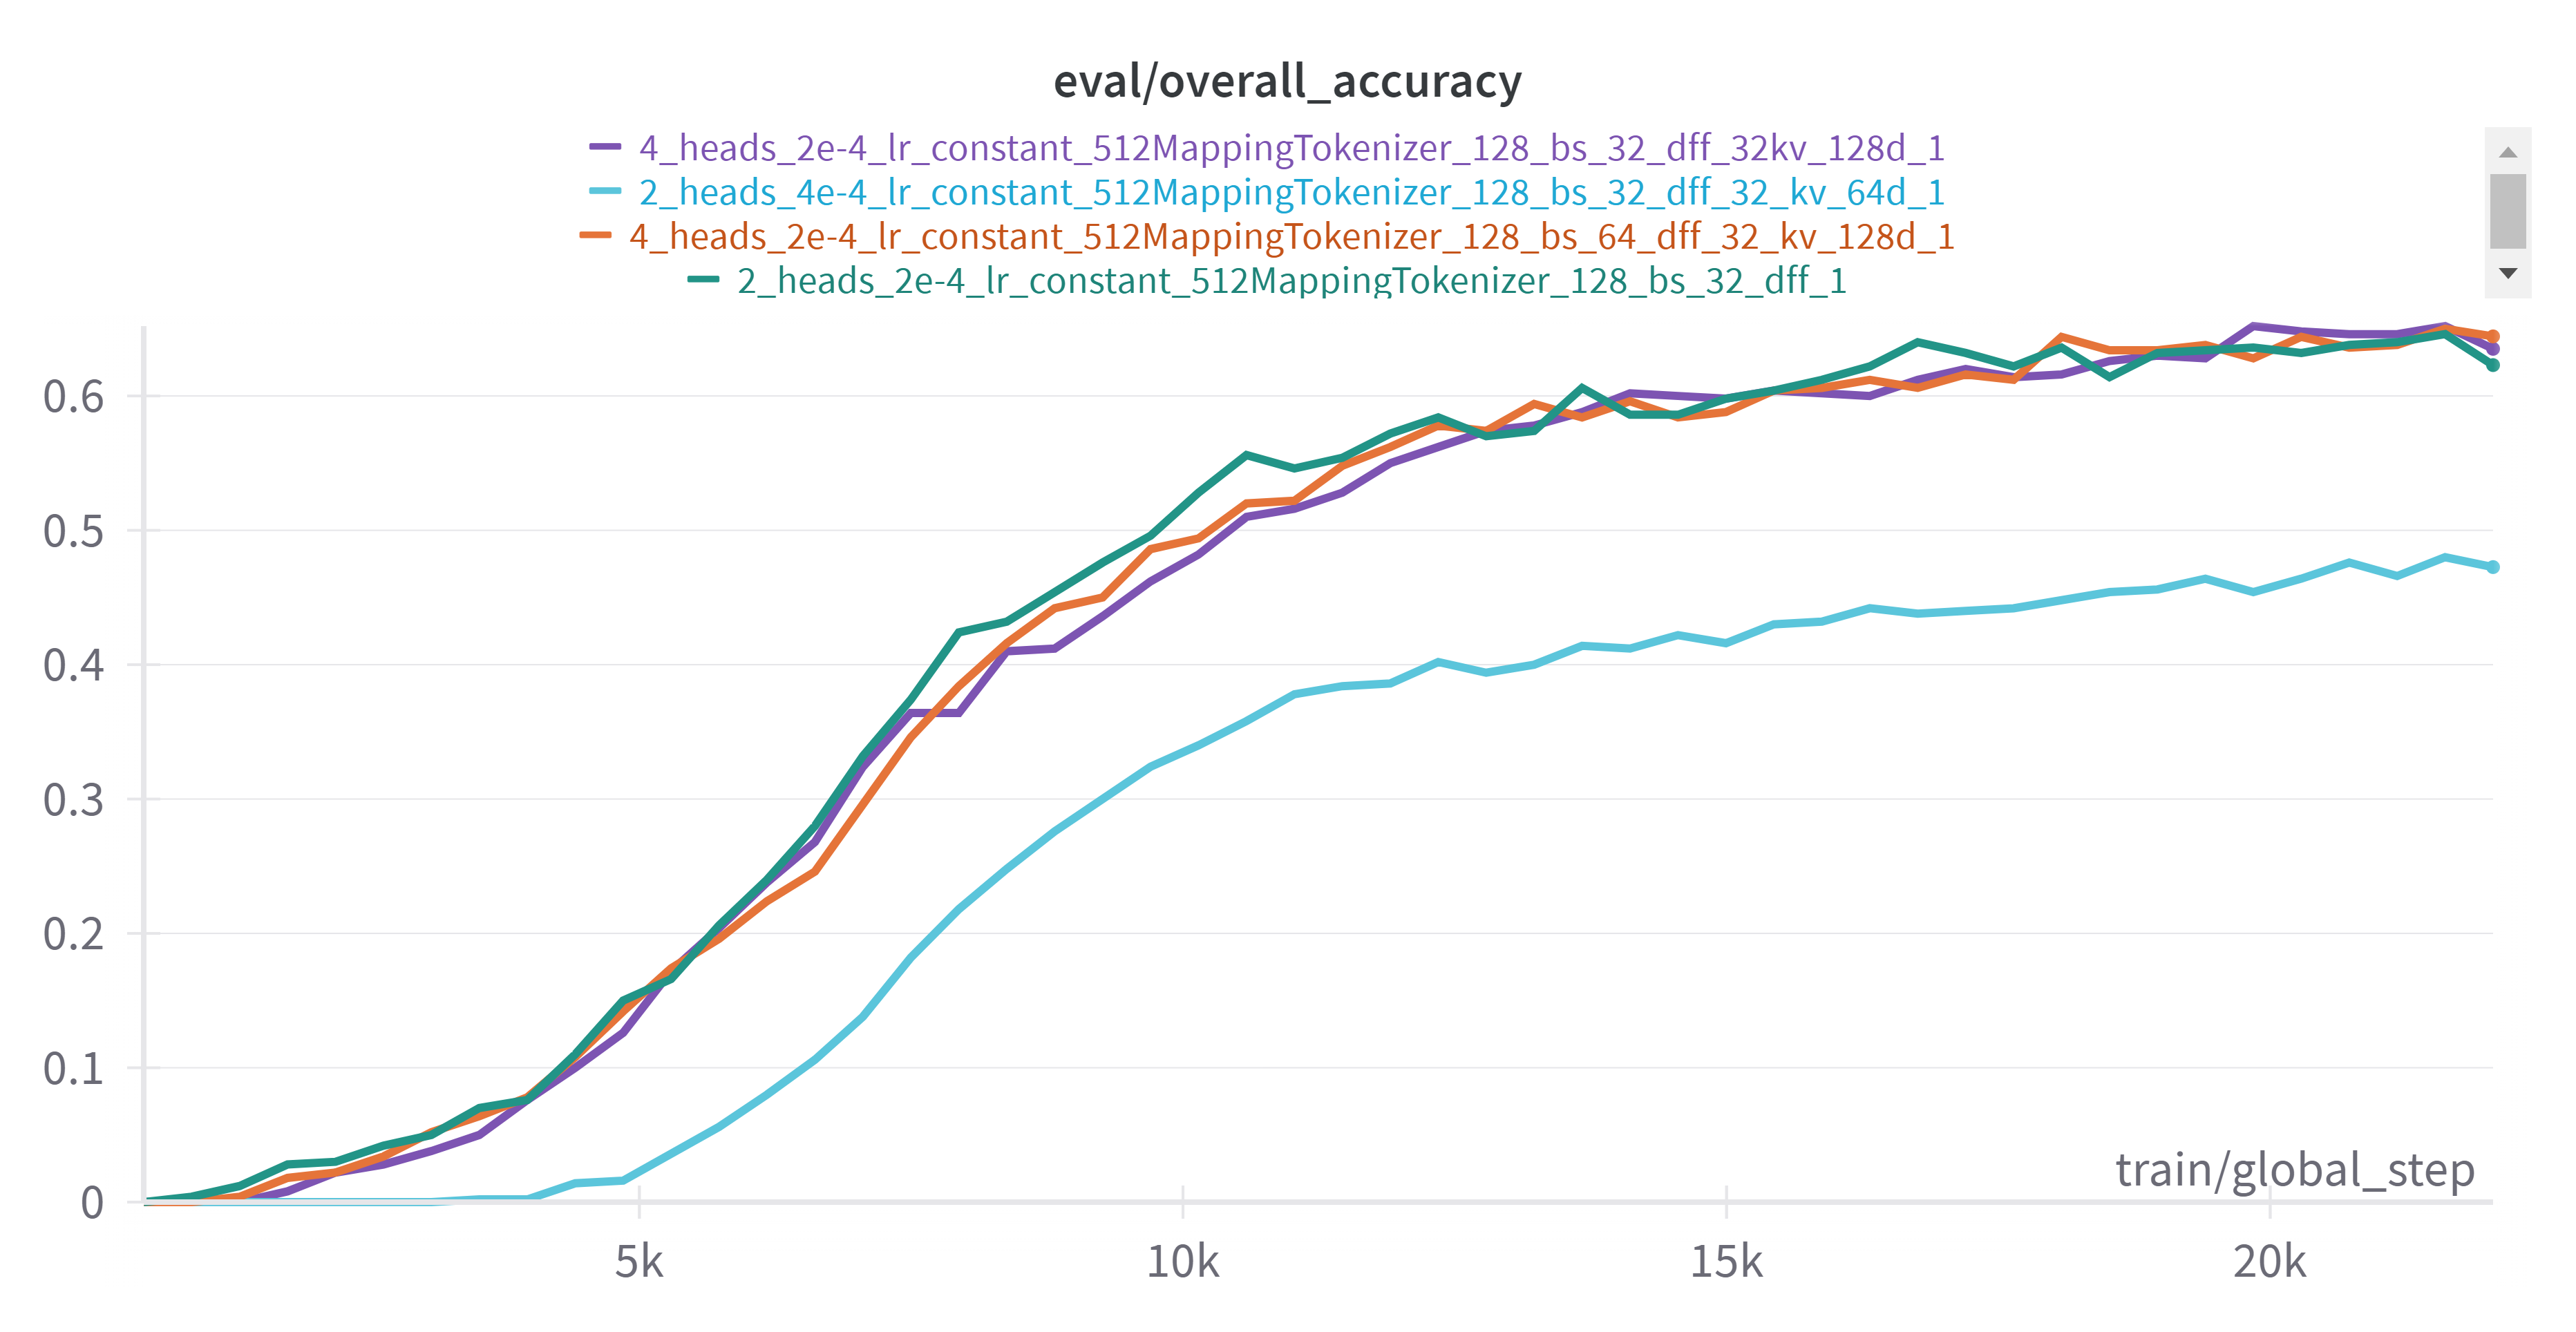 eval/overall_accuracy
4_heads_2e-4_lr_constant_512MappingTokenizer_128_bs_32_dff_32kv_128d_1
2_heads_4e-4_lr_constant_512MappingTokenizer_128_bs_32_dff_32_kv_64d_1
4_heads_2e-4_lr_constant_512MappingTokenizer_128_bs_64_dff_32_kv_128d_1
2_heads_2e-4_lr_constant_512MappingTokenizer_128_bs_32_dff_1
0.6
0.5
0.4
0.3
0.2
0.1
0
train/global_step
5k 10k 15k 20k